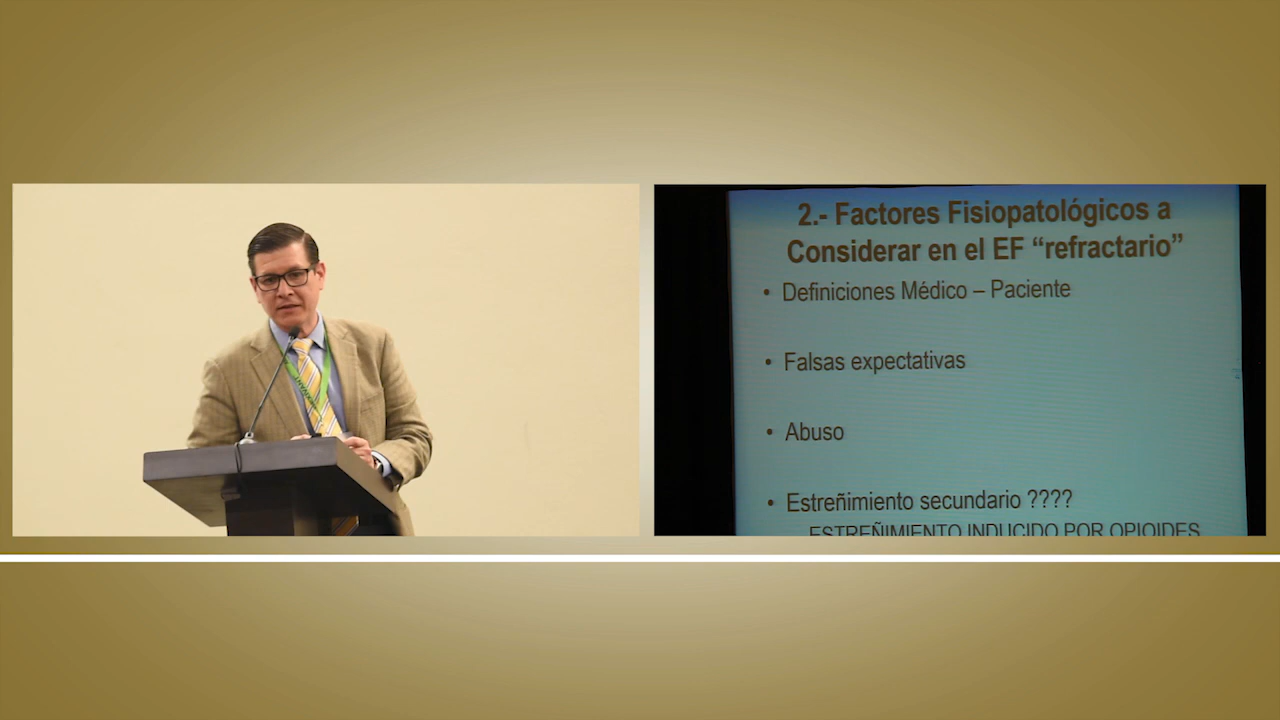 2.- Factores Fisiopatológicos a
Considerar en el EF “refractario”
• Definiciones Médico – Paciente
• Falsas expectativas
• Abuso
• Estreñimiento secundario ????
ESTREÑIMIENTO INDUCIDO POR OPIOIDES